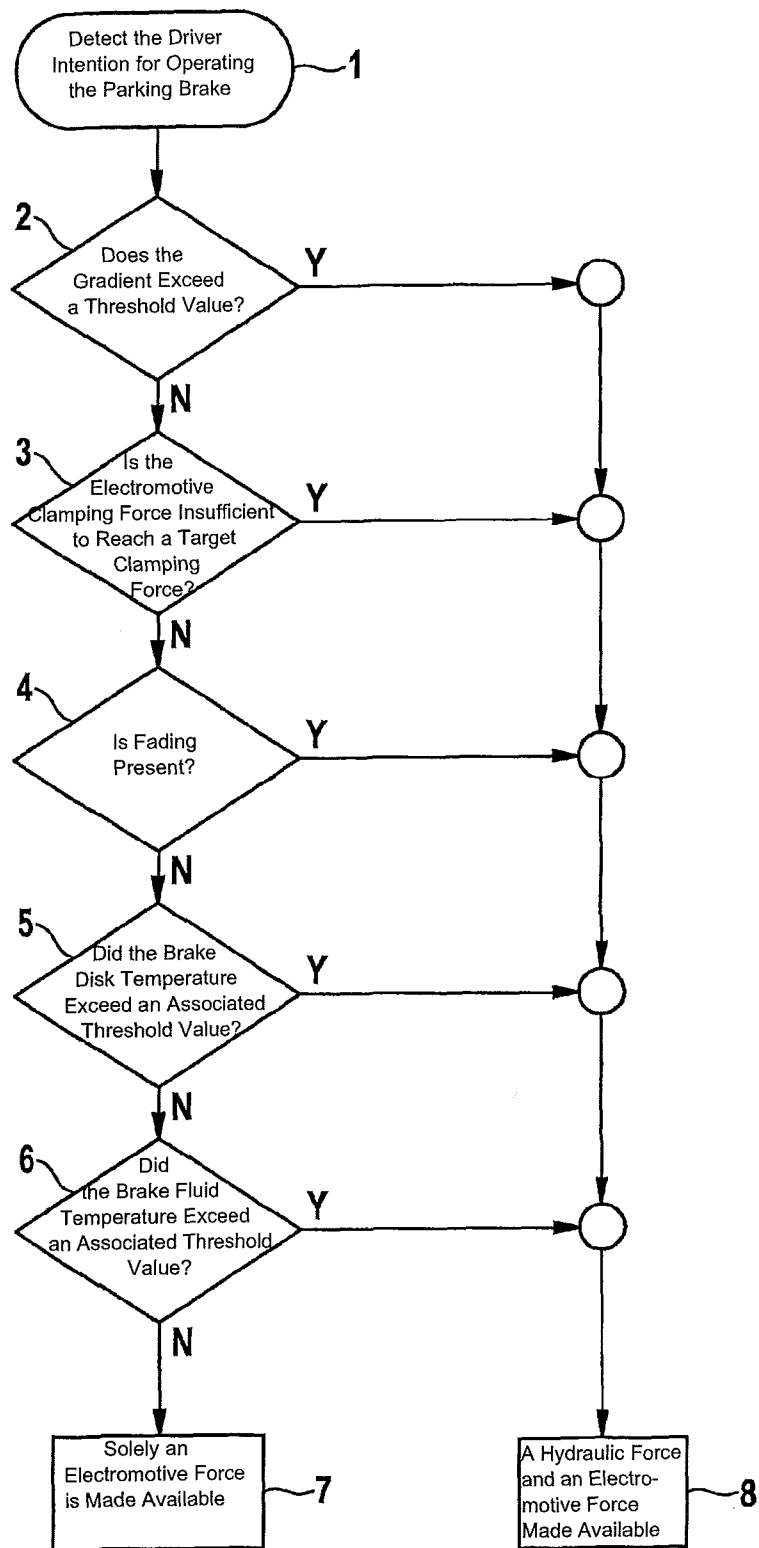 Detect the Driver
Intention for Operating
the Parking Brake
1
2
Does the
Gradient Exceed
a Threshold Value?
Y
N
3
Is the
Electromotive
Clamping Force Insufficient
to Reach a Target
Clamping
Force?
Y
N
4
Is Fading
Present?
Y
N
5
Did the Brake
Disk Temperature
Exceed an Associated
Threshold Value?
Y
N
6
Did
the Brake Fluid
Temperature Exceed
an Associated Threshold
Value?
Y
N
Solely an
Electromotive Force
is Made Available
7
A Hydraulic Force
and an Electro-
motive Force
Made Available
8